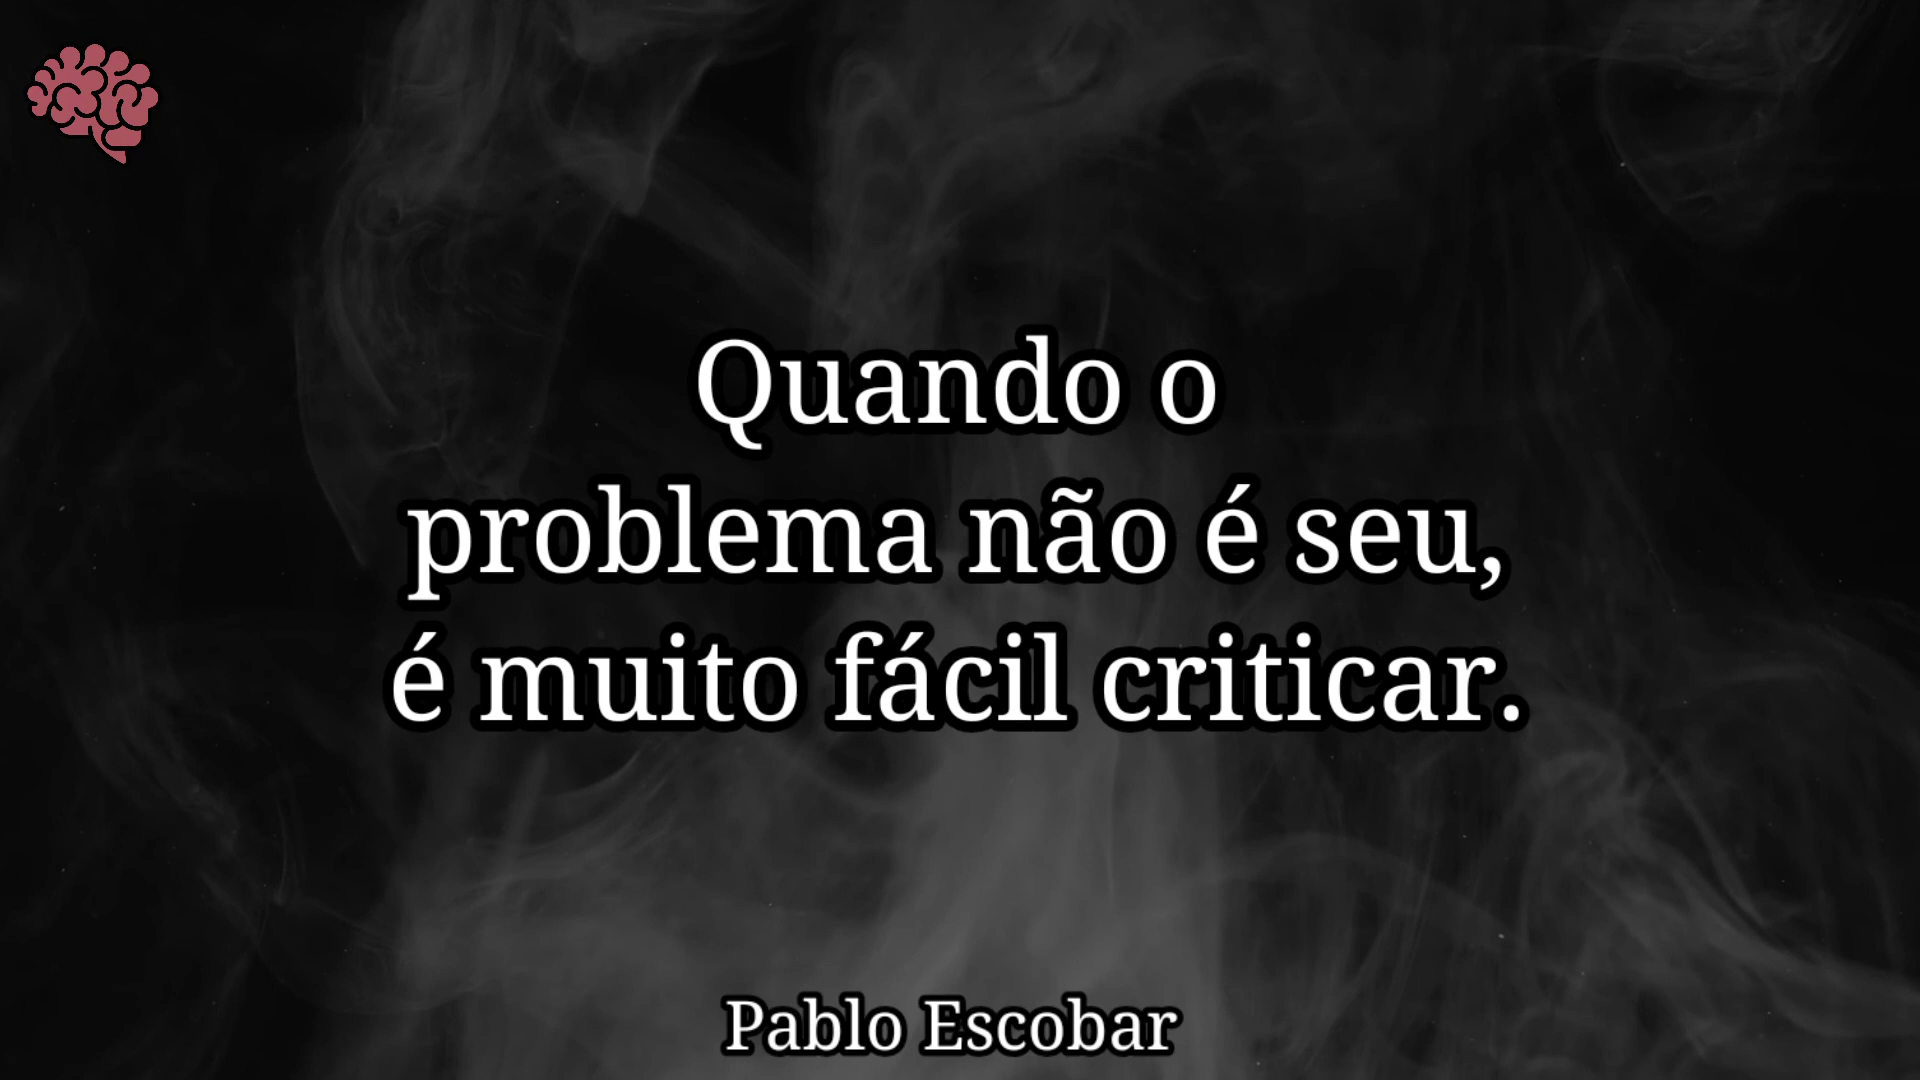 Quando o
problema não é seu,
é muito fácil criticar.
Pablo Escobar